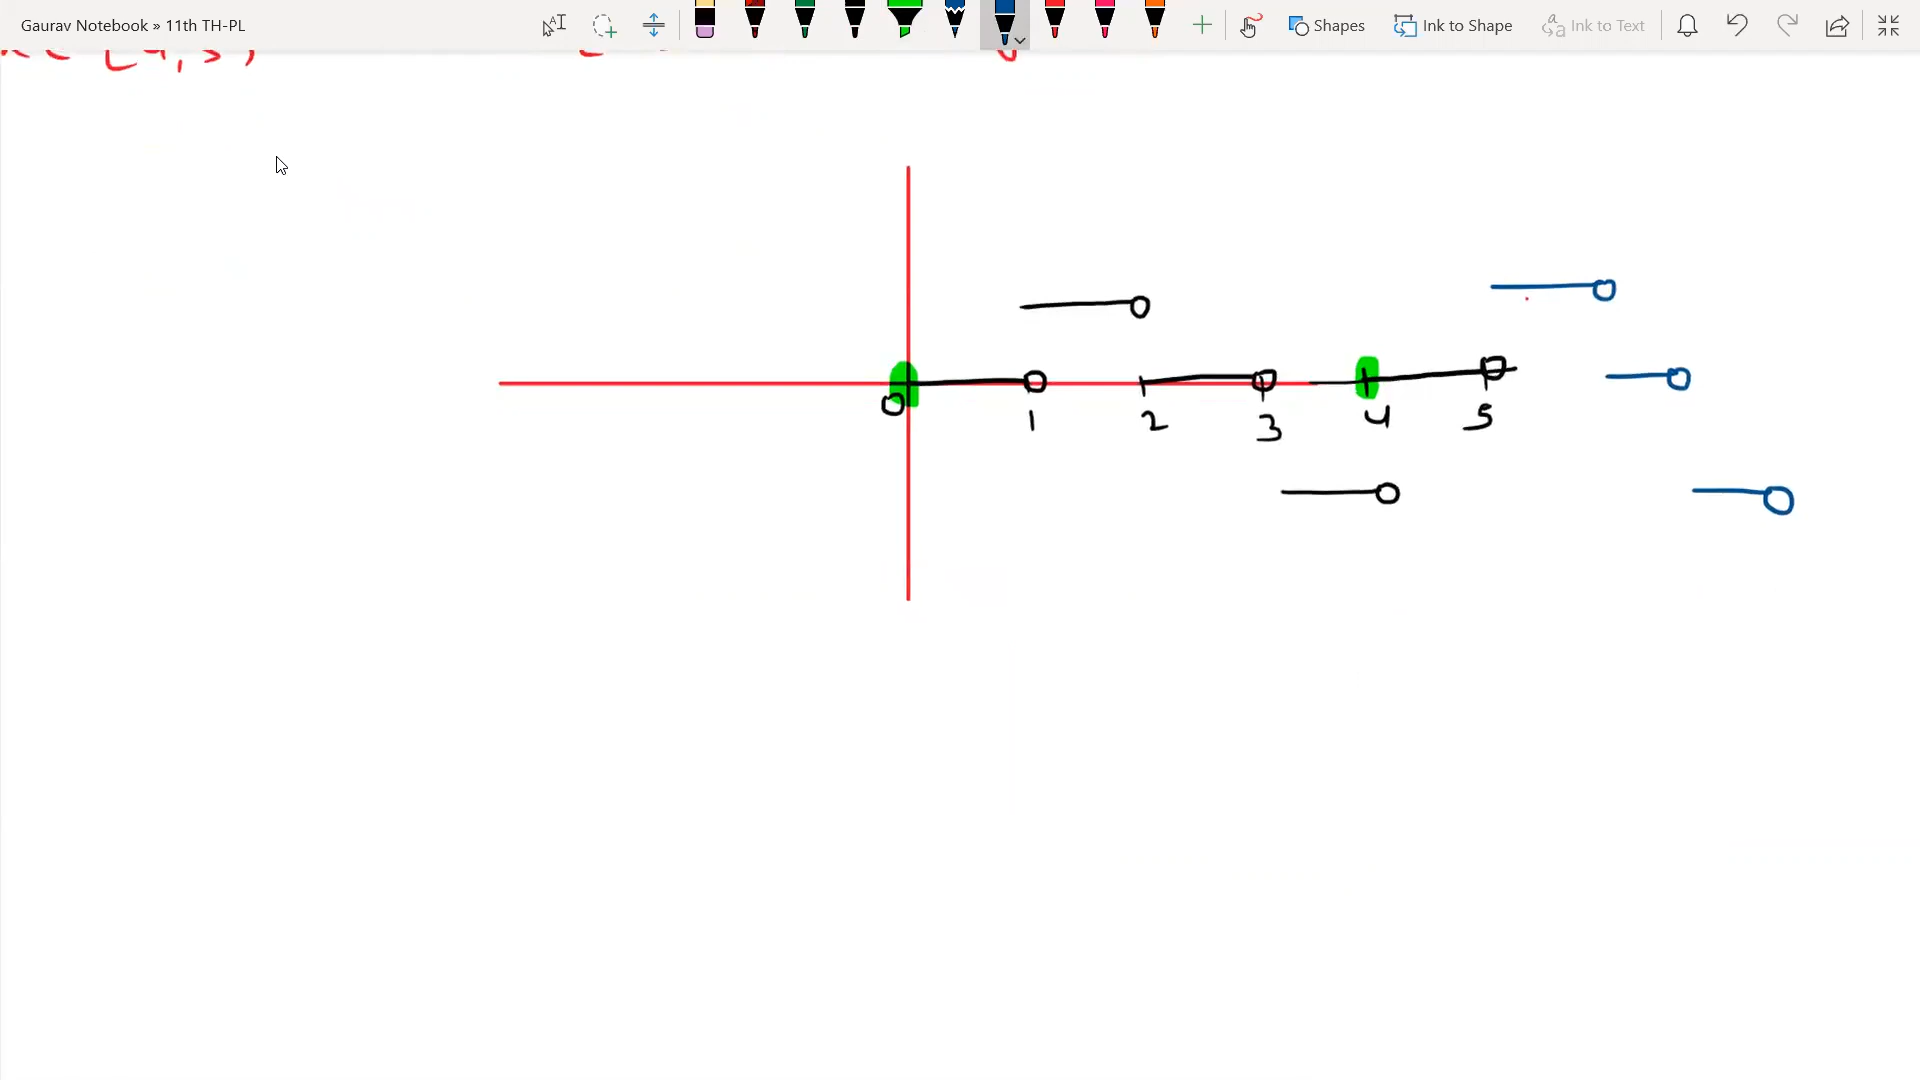 Gaurav Notebook » 11th TH-PL
Shapes
Ink to Shape
Ink to Text
0 1 2 3 4 5